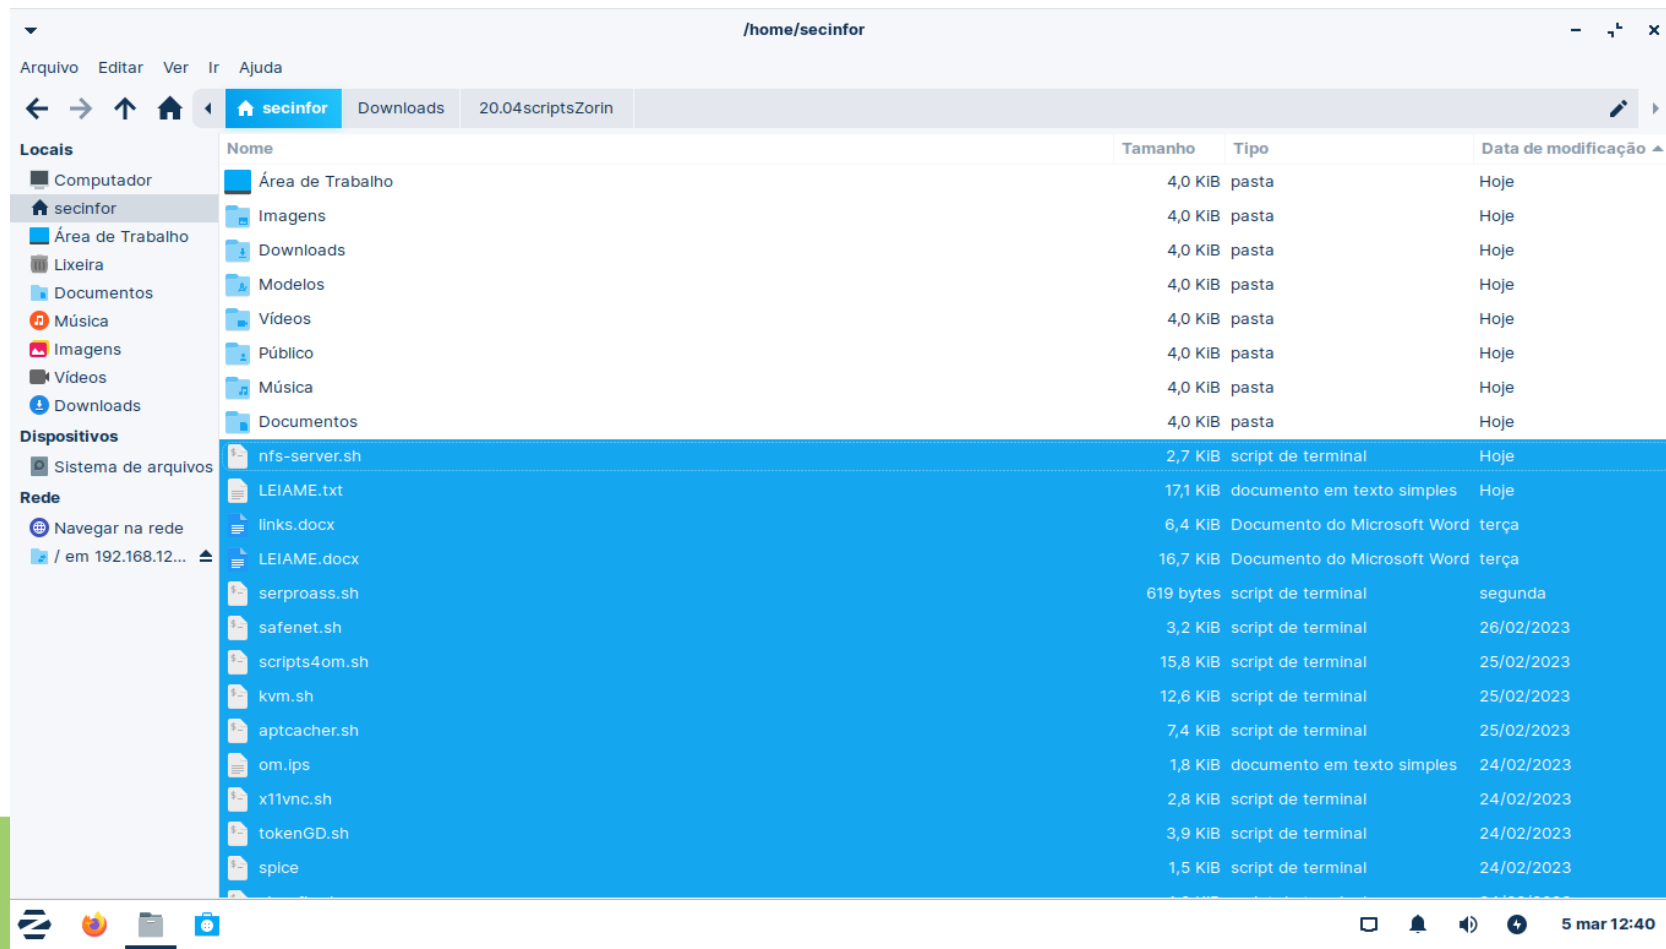 /home/secinfor
Arquivo Editar Ver Ir Ajuda
secinfor Downloads 20.04scriptsZorin
Locais
Computador
secinfor
Área de Trabalho
Lixeira
Documentos
Música
Imagens
Vídeos
Downloads
Dispositivos
Sistema de arquivos
Rede
Navegar na rede
/ em 192.168.12...
Nome Tamanho Tipo Data de modificação
Área de Trabalho 4,0 KiB pasta Hoje
Imagens 4,0 KiB pasta Hoje
Downloads 4,0 KiB pasta Hoje
Modelos 4,0 KiB pasta Hoje
Vídeos 4,0 KiB pasta Hoje
Público 4,0 KiB pasta Hoje
Música 4,0 KiB pasta Hoje
Documentos 4,0 KiB pasta Hoje
nfs-server.sh 2,7 KiB script de terminal Hoje
LEIAME.txt 17,1 KiB documento em texto simples Hoje
links.docx 6,4 KiB Documento do Microsoft Word terça
LEIAME.docx 16,7 KiB Documento do Microsoft Word terça
serproass.sh 619 bytes script de terminal segunda
safenet.sh 3,2 KiB script de terminal 26/02/2023
scripts4om.sh 15,8 KiB script de terminal 25/02/2023
kvm.sh 12,6 KiB script de terminal 25/02/2023
aptcacher.sh 7,4 KiB script de terminal 25/02/2023
om.ips 1,8 KiB documento em texto simples 24/02/2023
x11vnc.sh 2,8 KiB script de terminal 24/02/2023
tokenGD.sh 3,9 KiB script de terminal 24/02/2023
spice 1,5 KiB script de terminal 24/02/2023
5 mar 12:40